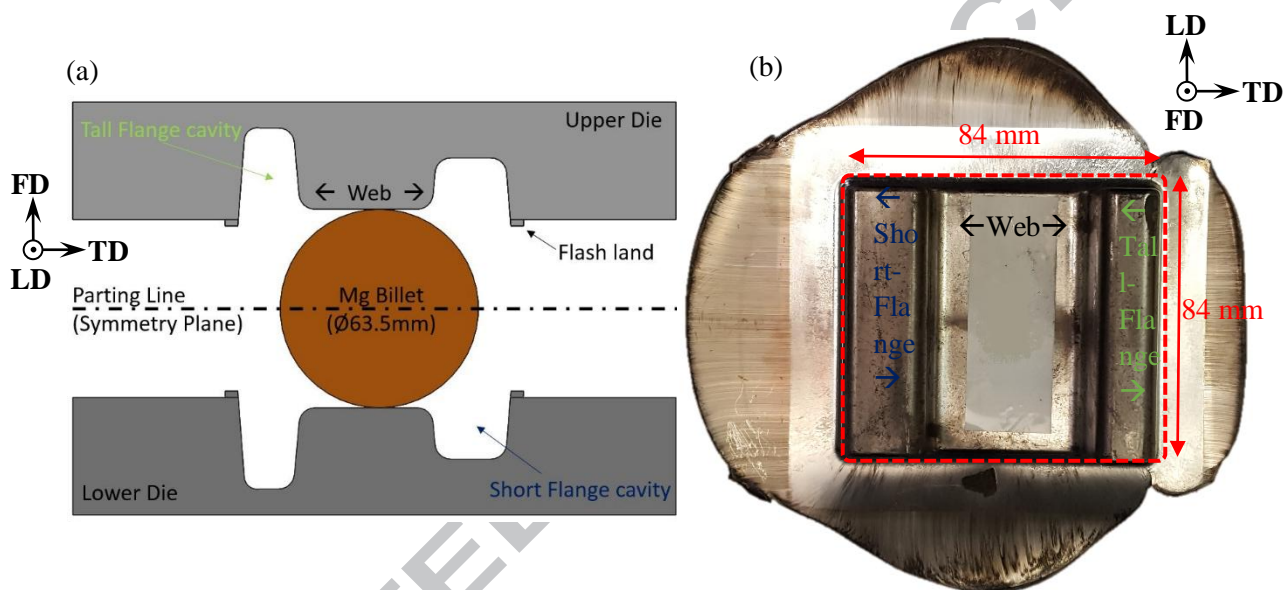 (a)
Tall Flange cavity
Upper Die
← Web →
FD
TD
LD
Flash land
Parting Line
(Symmetry Plane)
Mg Billet
(Ø63.5mm)
Lower Die
Short Flange cavity
(b)
LD
TD
FD
84 mm
←
Sho
rt-
Fla
nge
→
←Web→
←
Tal
l-
Fla
nge
→
84 mm